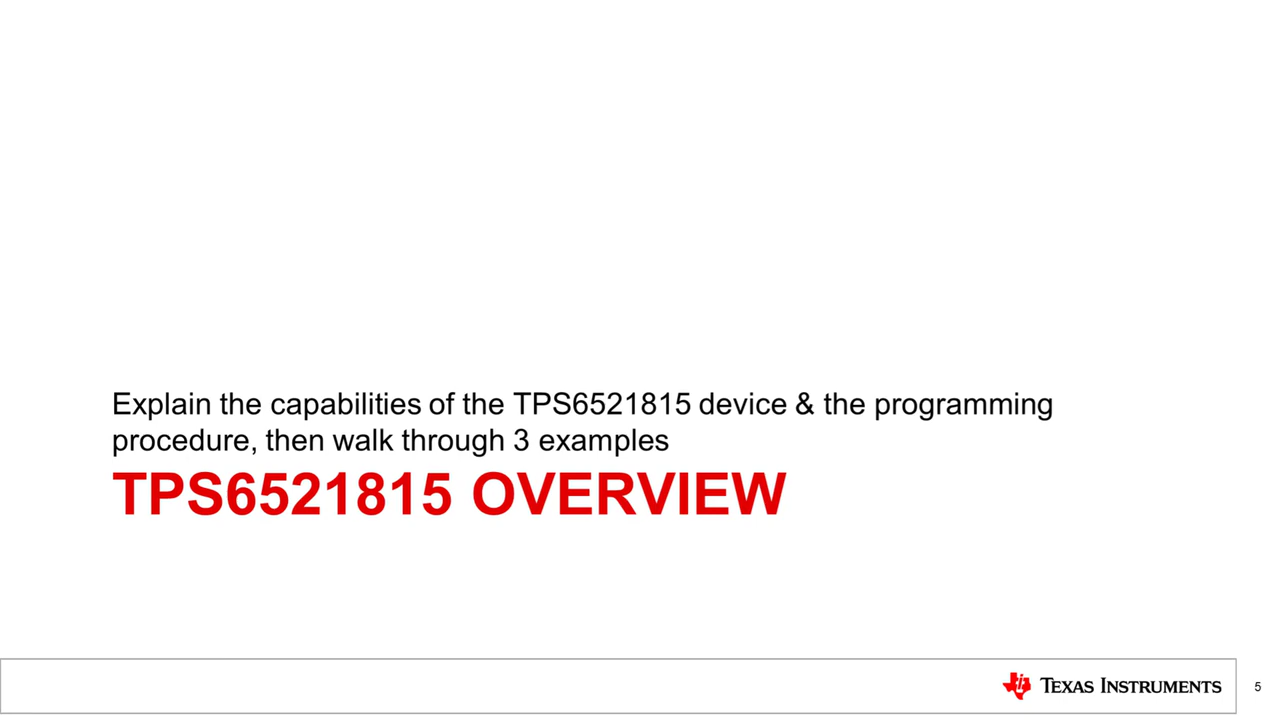 Explain the capabilities of the TPS6521815 device & the programming
procedure, then walk through 3 examples
TPS6521815 OVERVIEW
TEXAS INSTRUMENTS
5